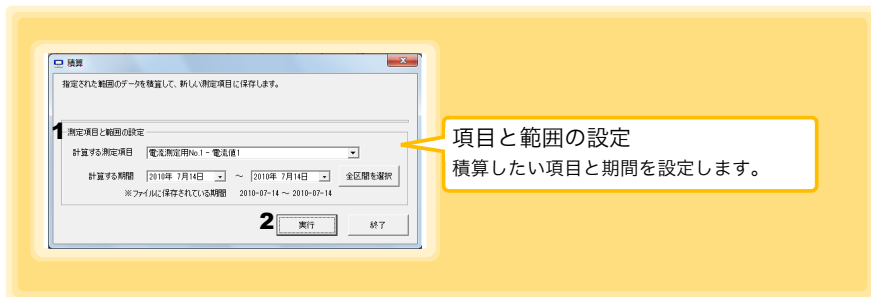 積算
指定された範囲のデータを積算して、新しい測定項目に保存します。
1
測定項目と範囲の設定
計算する測定項目 電流測定用No.1 - 電流値1
計算する期間 2010年 7月14日 ～ 2010年 7月14日 全区間を選択
※ファイルに保存されている期間 2010-07-14 ～ 2010-07-14
2 実行 終了
項目と範囲の設定
積算したい項目と期間を設定します。